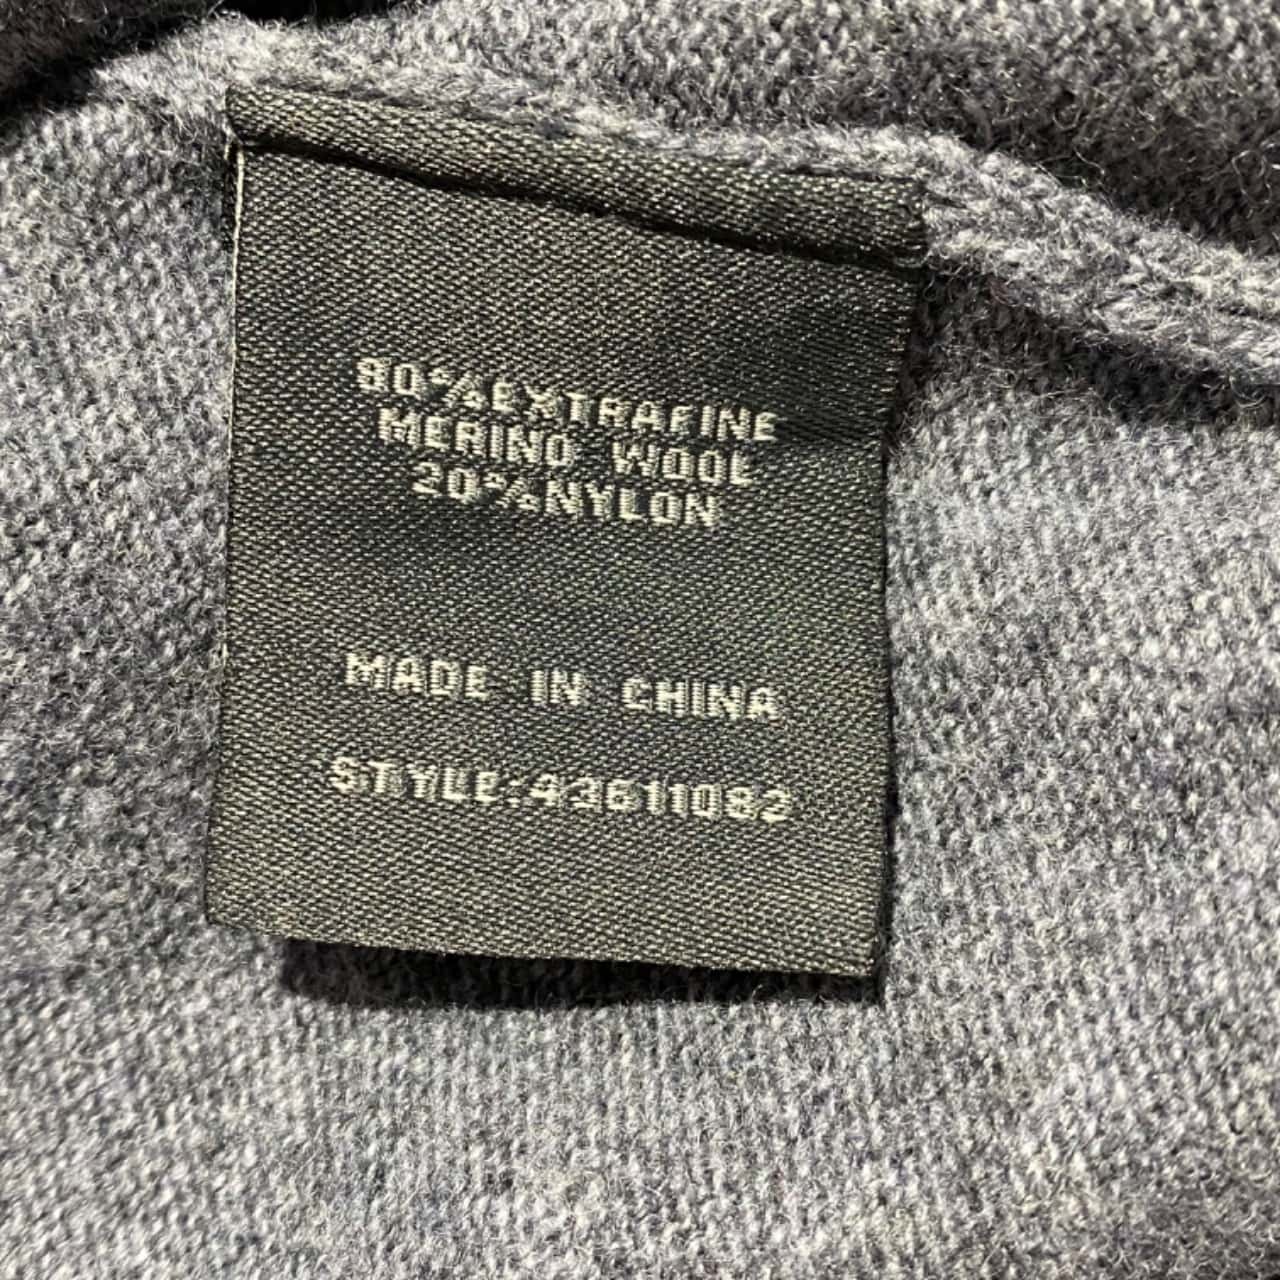 80%EXTRAFINE
MERINO WOOL
20%NYLON
MADE IN CHINA
STYLE:43611082